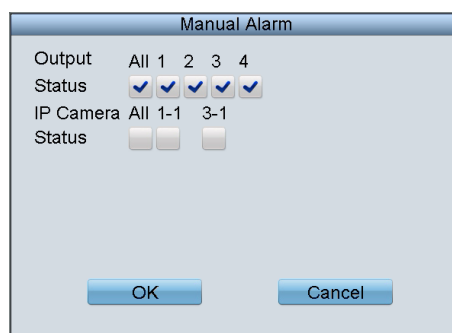 Manual Alarm
Output All 1 2 3 4
Status
IP Camera All 1-1 3-1
Status
OK Cancel